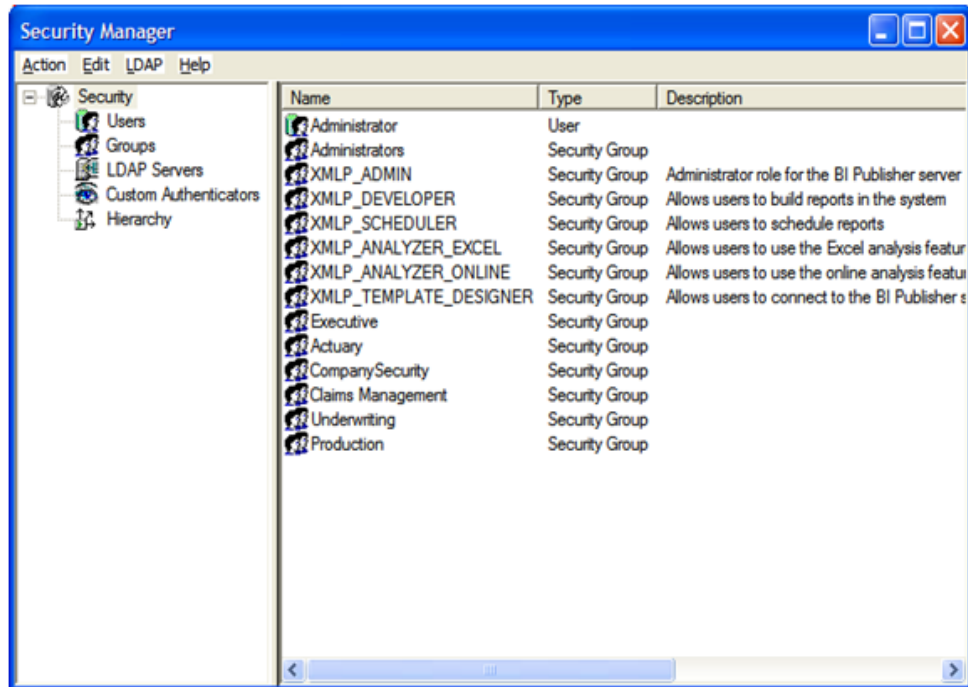 Security Manager
Action Edit LDAP Help
Security
Users
Groups
LDAP Servers
Custom Authenticators
Hierarchy
Name Type Description
Administrator User
Administrators Security Group
XMLP_ADMIN Security Group Administrator role for the BI Publisher server
XMLP_DEVELOPER Security Group Allows users to build reports in the system
XMLP_SCHEDULER Security Group Allows users to schedule reports
XMLP_ANALYZER_EXCEL Security Group Allows users to use the Excel analysis featur
XMLP_ANALYZER_ONLINE Security Group Allows users to use the online analysis featu
XMLP_TEMPLATE_DESIGNER Security Group Allows users to connect to the BI Publisher s
Executive Security Group
Actuary Security Group
CompanySecurity Security Group
Claims Management Security Group
Underwriting Security Group
Production Security Group